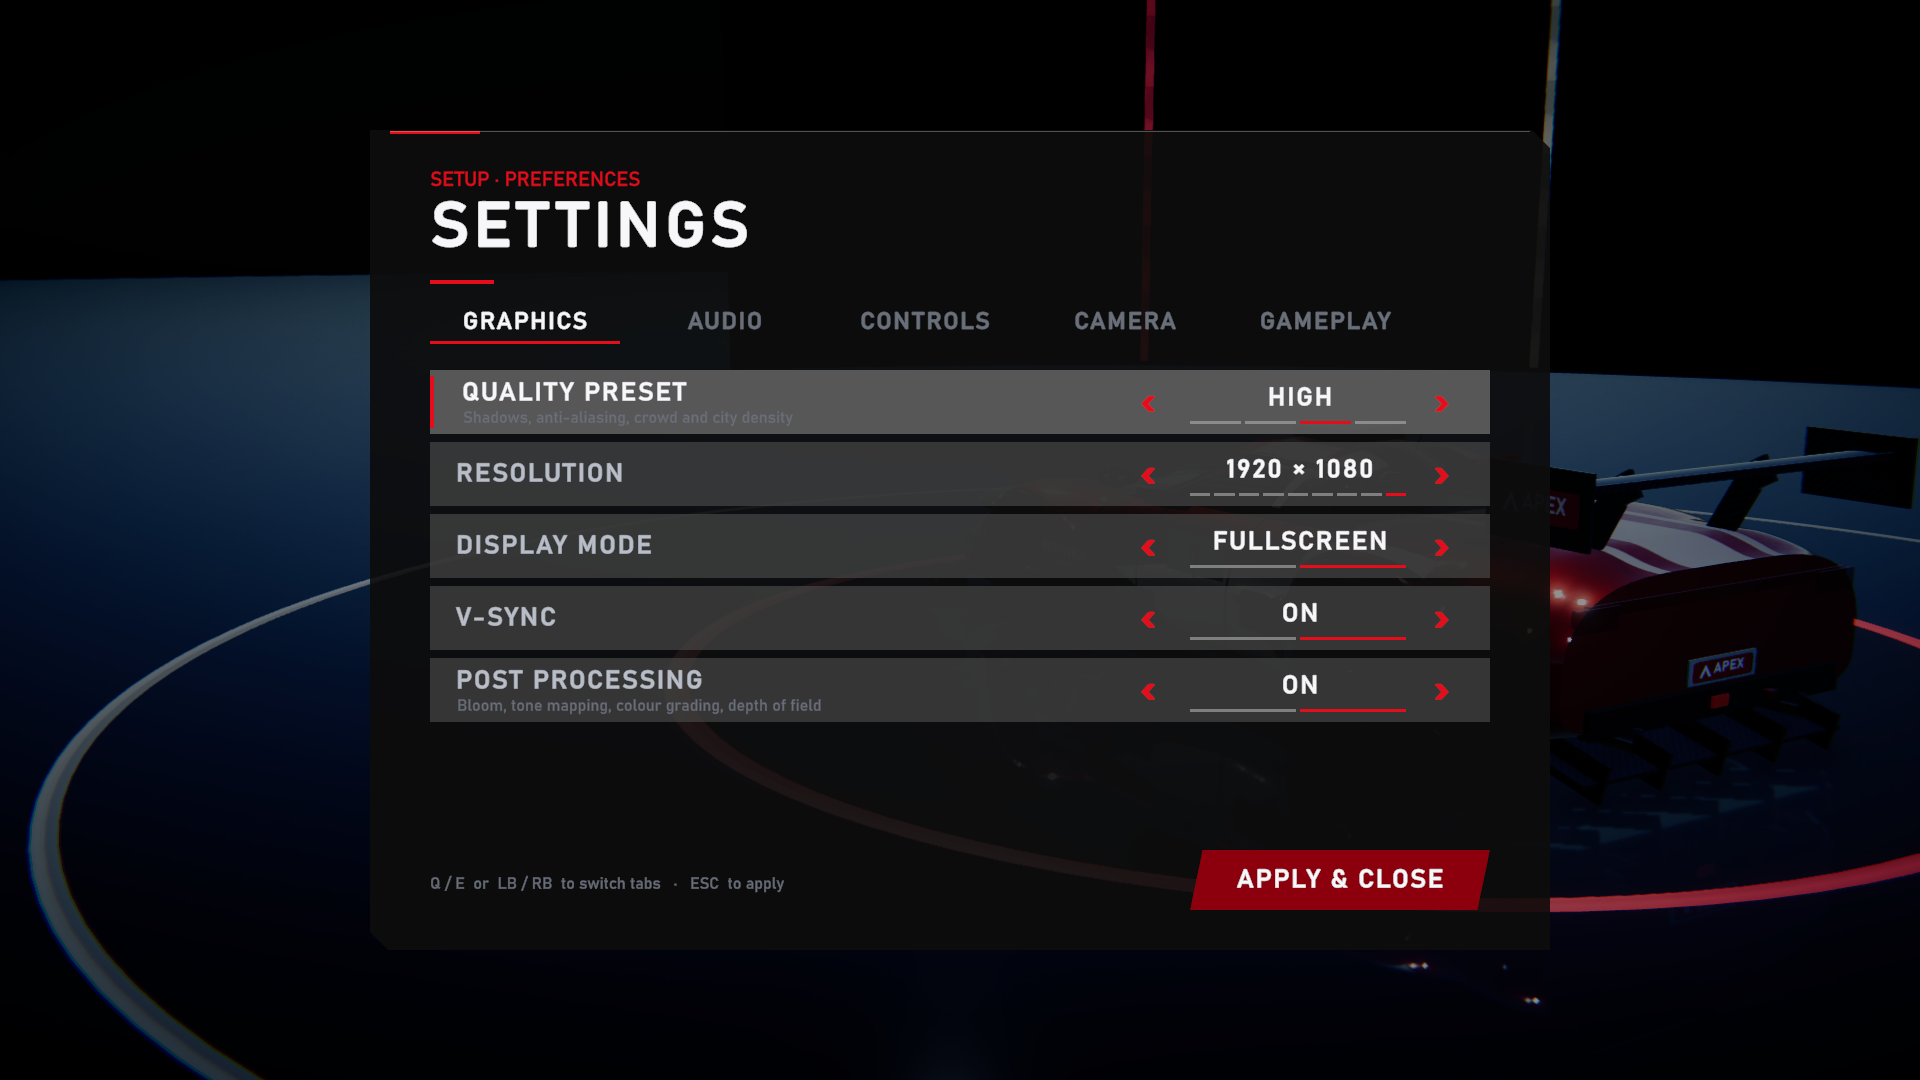 SETUP · PREFERENCES
SETTINGS
GRAPHICS AUDIO CONTROLS CAMERA GAMEPLAY
QUALITY PRESET HIGH
Shadows, anti-aliasing, crowd and city density
RESOLUTION 1920 × 1080
DISPLAY MODE FULLSCREEN
V-SYNC ON
POST PROCESSING ON
Bloom, tone mapping, colour grading, depth of field
APEX
APEX
Q / E or LB / RB to switch tabs · ESC to apply
APPLY & CLOSE